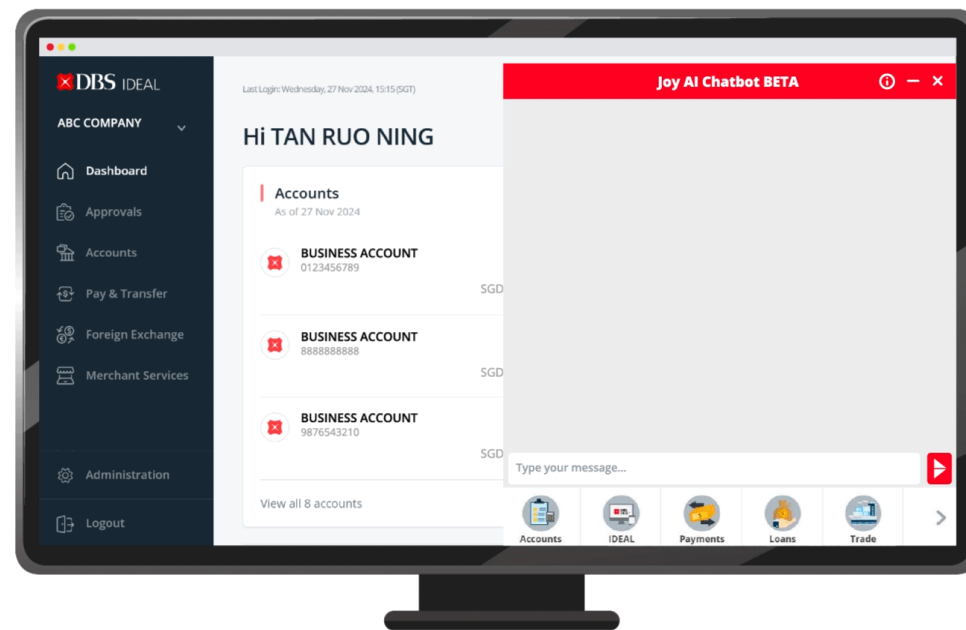 DBS IDEAL
ABC COMPANY
Dashboard
Approvals
Accounts
Pay & Transfer
Foreign Exchange
Merchant Services
Administration
Logout
Last Login: Wednesday, 27 Nov 2024, 15:15 (SGT)
Hi TAN RUO NING
Accounts
As of 27 Nov 2024
BUSINESS ACCOUNT
0123456789
SGD
BUSINESS ACCOUNT
8888888888
SGD
BUSINESS ACCOUNT
9876543210
SGD
View all 8 accounts
Joy AI Chatbot BETA
Type your message...
Accounts
IDEAL
Payments
Loans
Trade